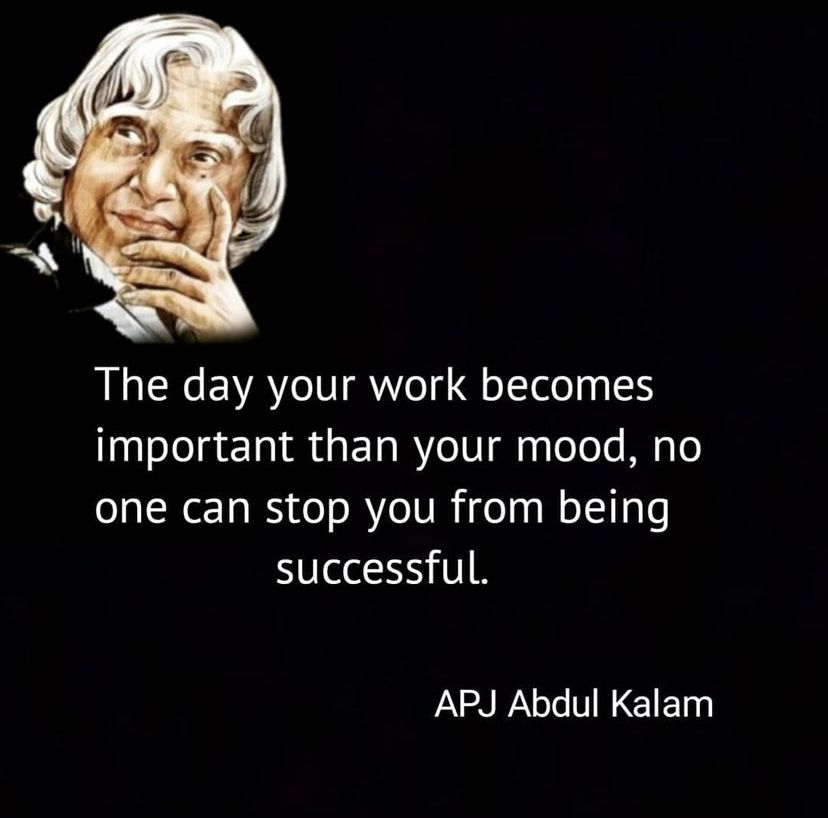 The day your work becomes
important than your mood, no
one can stop you from being
successful.
APJ Abdul Kalam